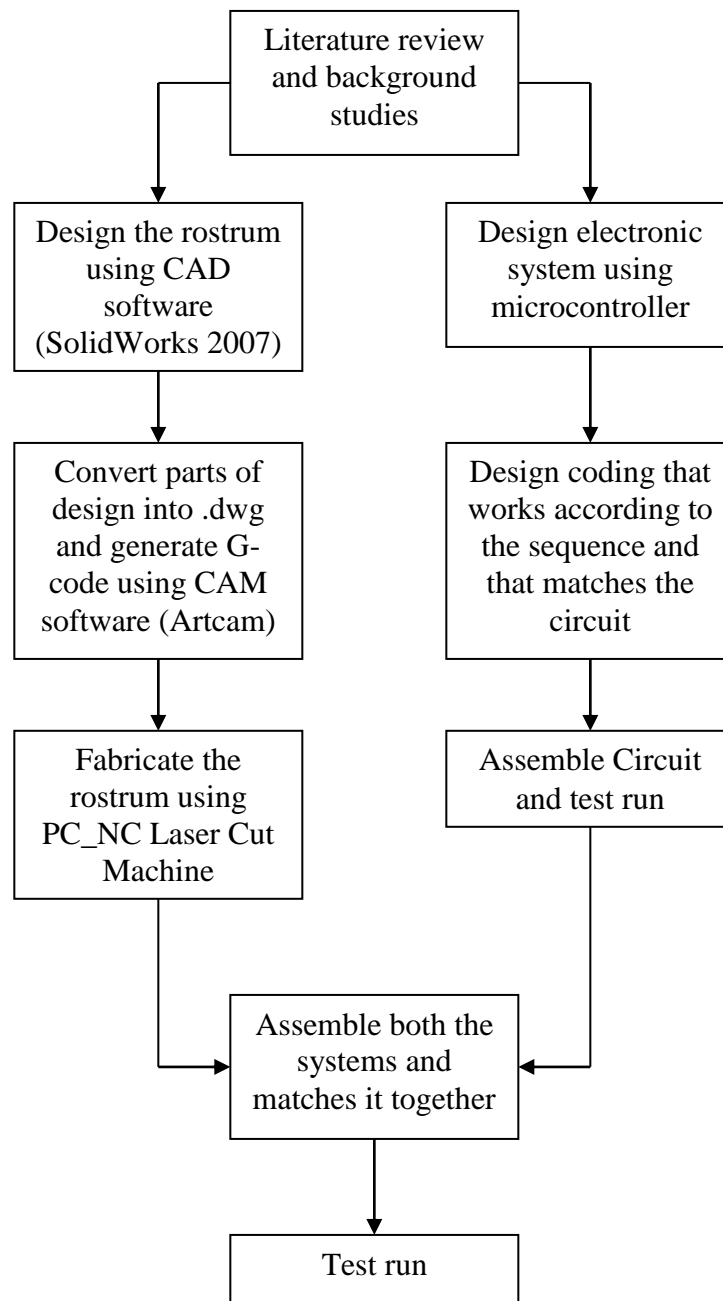 Literature review
and background
studies
Design the rostrum
using CAD
software
(SolidWorks 2007)
Design electronic
system using
microcontroller
Convert parts of
design into .dwg
and generate G-
code using CAM
software (Artcam)
Design coding that
works according to
the sequence and
that matches the
circuit
Fabricate the
rostrum using
PC_NC Laser Cut
Machine
Assemble Circuit
and test run
Assemble both the
systems and
matches it together
Test run